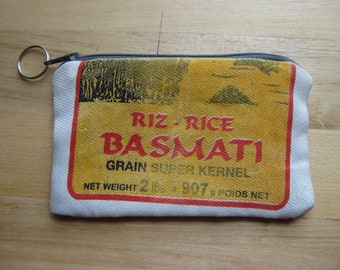 RIZ - RICE
BASMATI
GRAIN SUPER KERNEL
NET WEIGHT 2 lbs • 907 g POIDS NET